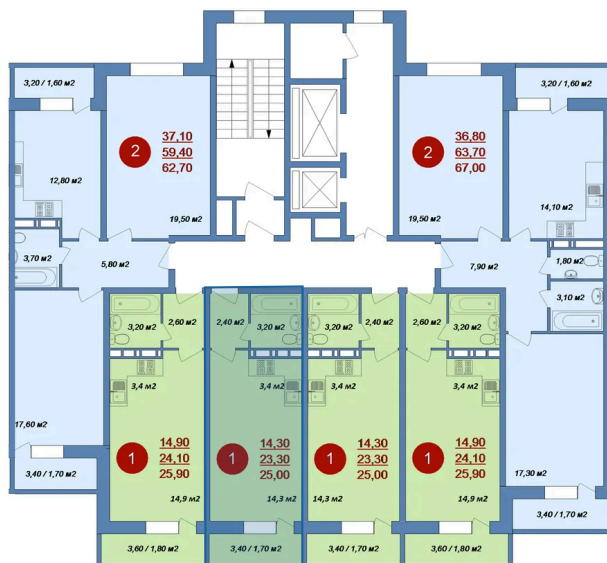 3,20 / 1,60 м2
3,20 / 1,60 м2
2
37,10
59,40
62,70
2
36,80
63,70
67,00
12,80 м2
19,50 м2
19,50 м2
14,10 м2
3,70 м2
5,80 м2
7,90 м2
1,80 м2
3,10 м2
3,20 м2
2,60 м2
2,40 м2
3,20 м2
3,20 м2
2,40 м2
2,60 м2
3,20 м2
3,4 м2
3,4 м2
3,4 м2
3,4 м2
17,60 м2
1
14,90
24,10
25,90
1
14,30
23,30
25,00
1
14,30
23,30
25,00
1
14,90
24,10
25,90
17,30 м2
3,40 / 1,70 м2
14,9 м2
14,3 м2
14,3 м2
14,9 м2
3,40 / 1,70 м2
3,60 / 1,80 м2
3,40 / 1,70 м2
3,40 / 1,70 м2
3,60 / 1,80 м2